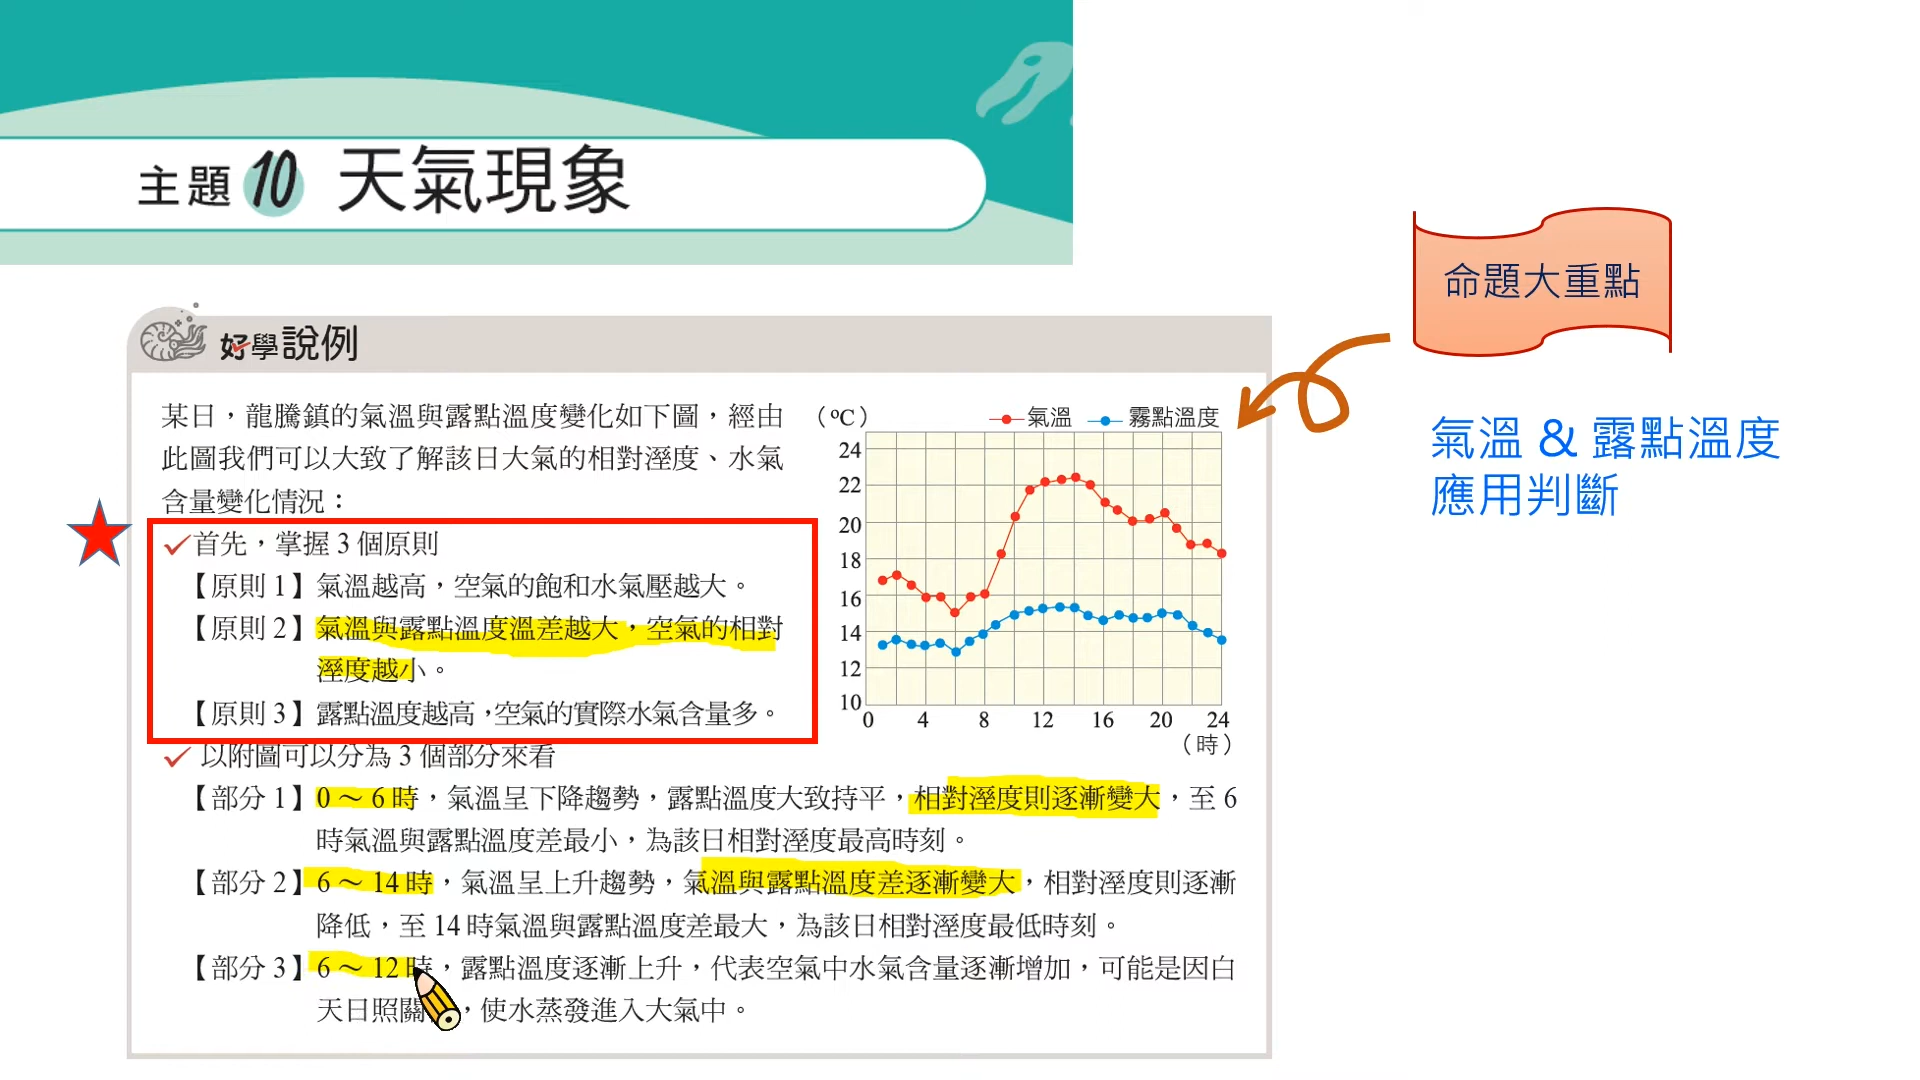 主題 10 天氣現象
命題大重點
好學說例
氣溫 & 露點溫度
應用判斷
某日，龍騰鎮的氣溫與露點溫度變化如下圖，經由
此圖我們可以大致了解該日大氣的相對溼度、水氣
含量變化情況：
首先，掌握 3 個原則
【原則 1】氣溫越高，空氣的飽和水氣壓越大。
【原則 2】氣溫與露點溫度溫差越大，空氣的相對
溼度越小。
【原則 3】露點溫度越高，空氣的實際水氣含量多。
（ºC） 氣溫 霧點溫度
24
22
20
18
16
14
12
10
0 4 8 12 16 20 24
（時）
以附圖可以分為 3 個部分來看
【部分 1】0～6 時，氣溫呈下降趨勢，露點溫度大致持平，相對溼度則逐漸變大，至 6
時氣溫與露點溫度差最小，為該日相對溼度最高時刻。
【部分 2】6～14 時，氣溫呈上升趨勢，氣溫與露點溫度差逐漸變大，相對溼度則逐漸
降低，至 14 時氣溫與露點溫度差最大，為該日相對溼度最低時刻。
【部分 3】6～12 時，露點溫度逐漸上升，代表空氣中水氣含量逐漸增加，可能是因白
天日照關，使水蒸發進入大氣中。